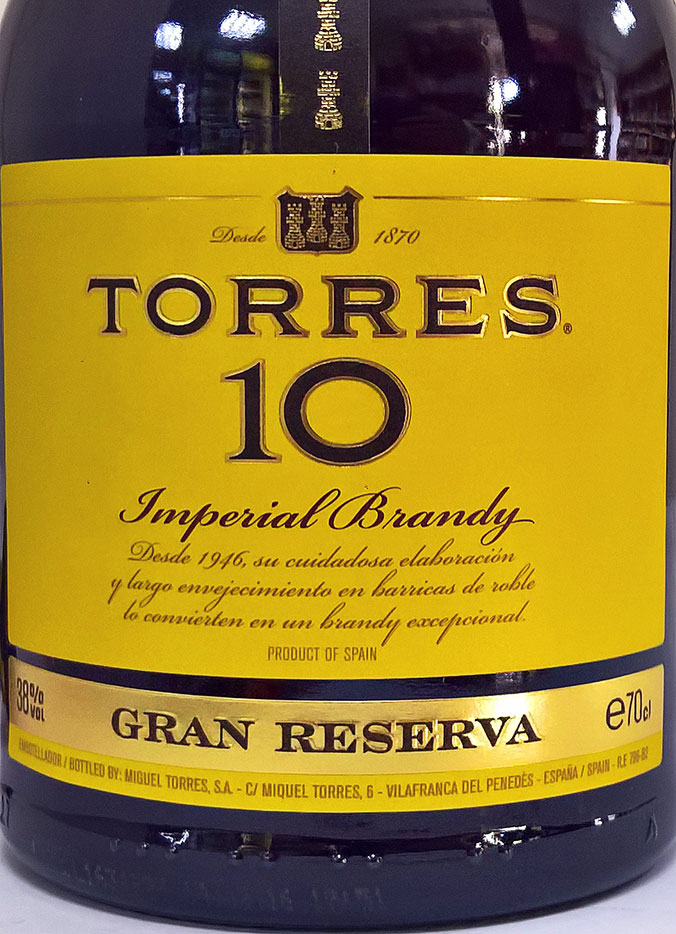 Desde 1870
TORRES®
10
Imperial Brandy
Desde 1946, su cuidadosa elaboración
y largo envejecimiento en barricas de roble
lo convierten en un brandy excepcional.
PRODUCT OF SPAIN
38% VOL
GRAN RESERVA
e70cl
EMBOTELLADOR / BOTTLED BY: MIGUEL TORRES, S.A. - C/ MIQUEL TORRES, 6 - VILAFRANCA DEL PENEDÈS - ESPAÑA / SPAIN - R.E